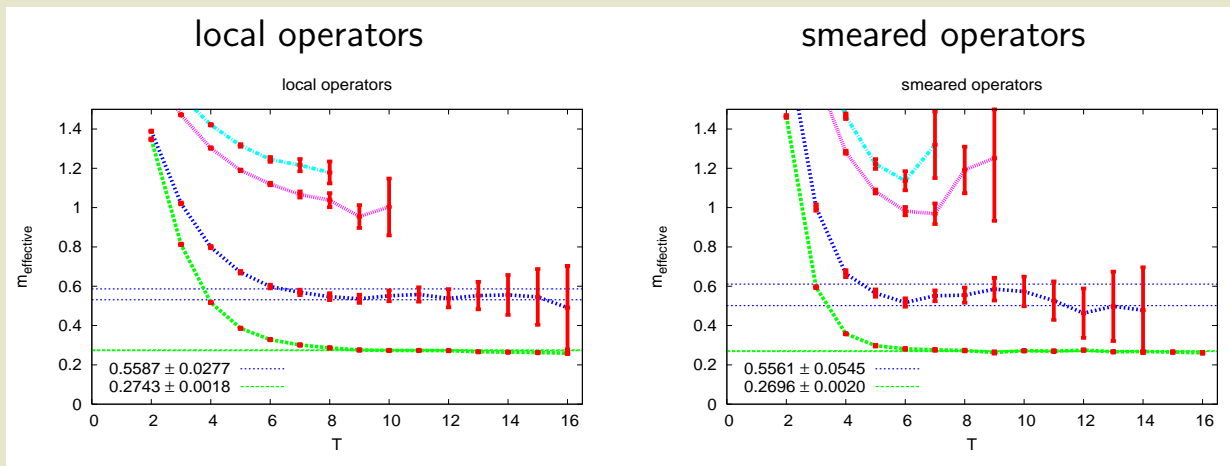 local operators
smeared operators
local operators
m effective
1.4
1.2
1
0.8
0.6
0.4
0.2
0
0.5587 ± 0.0277
0.2743 ± 0.0018
0 2 4 6 8 10 12 14 16
T
smeared operators
m effective
1.4
1.2
1
0.8
0.6
0.4
0.2
0
0.5561 ± 0.0545
0.2696 ± 0.0020
0 2 4 6 8 10 12 14 16
T